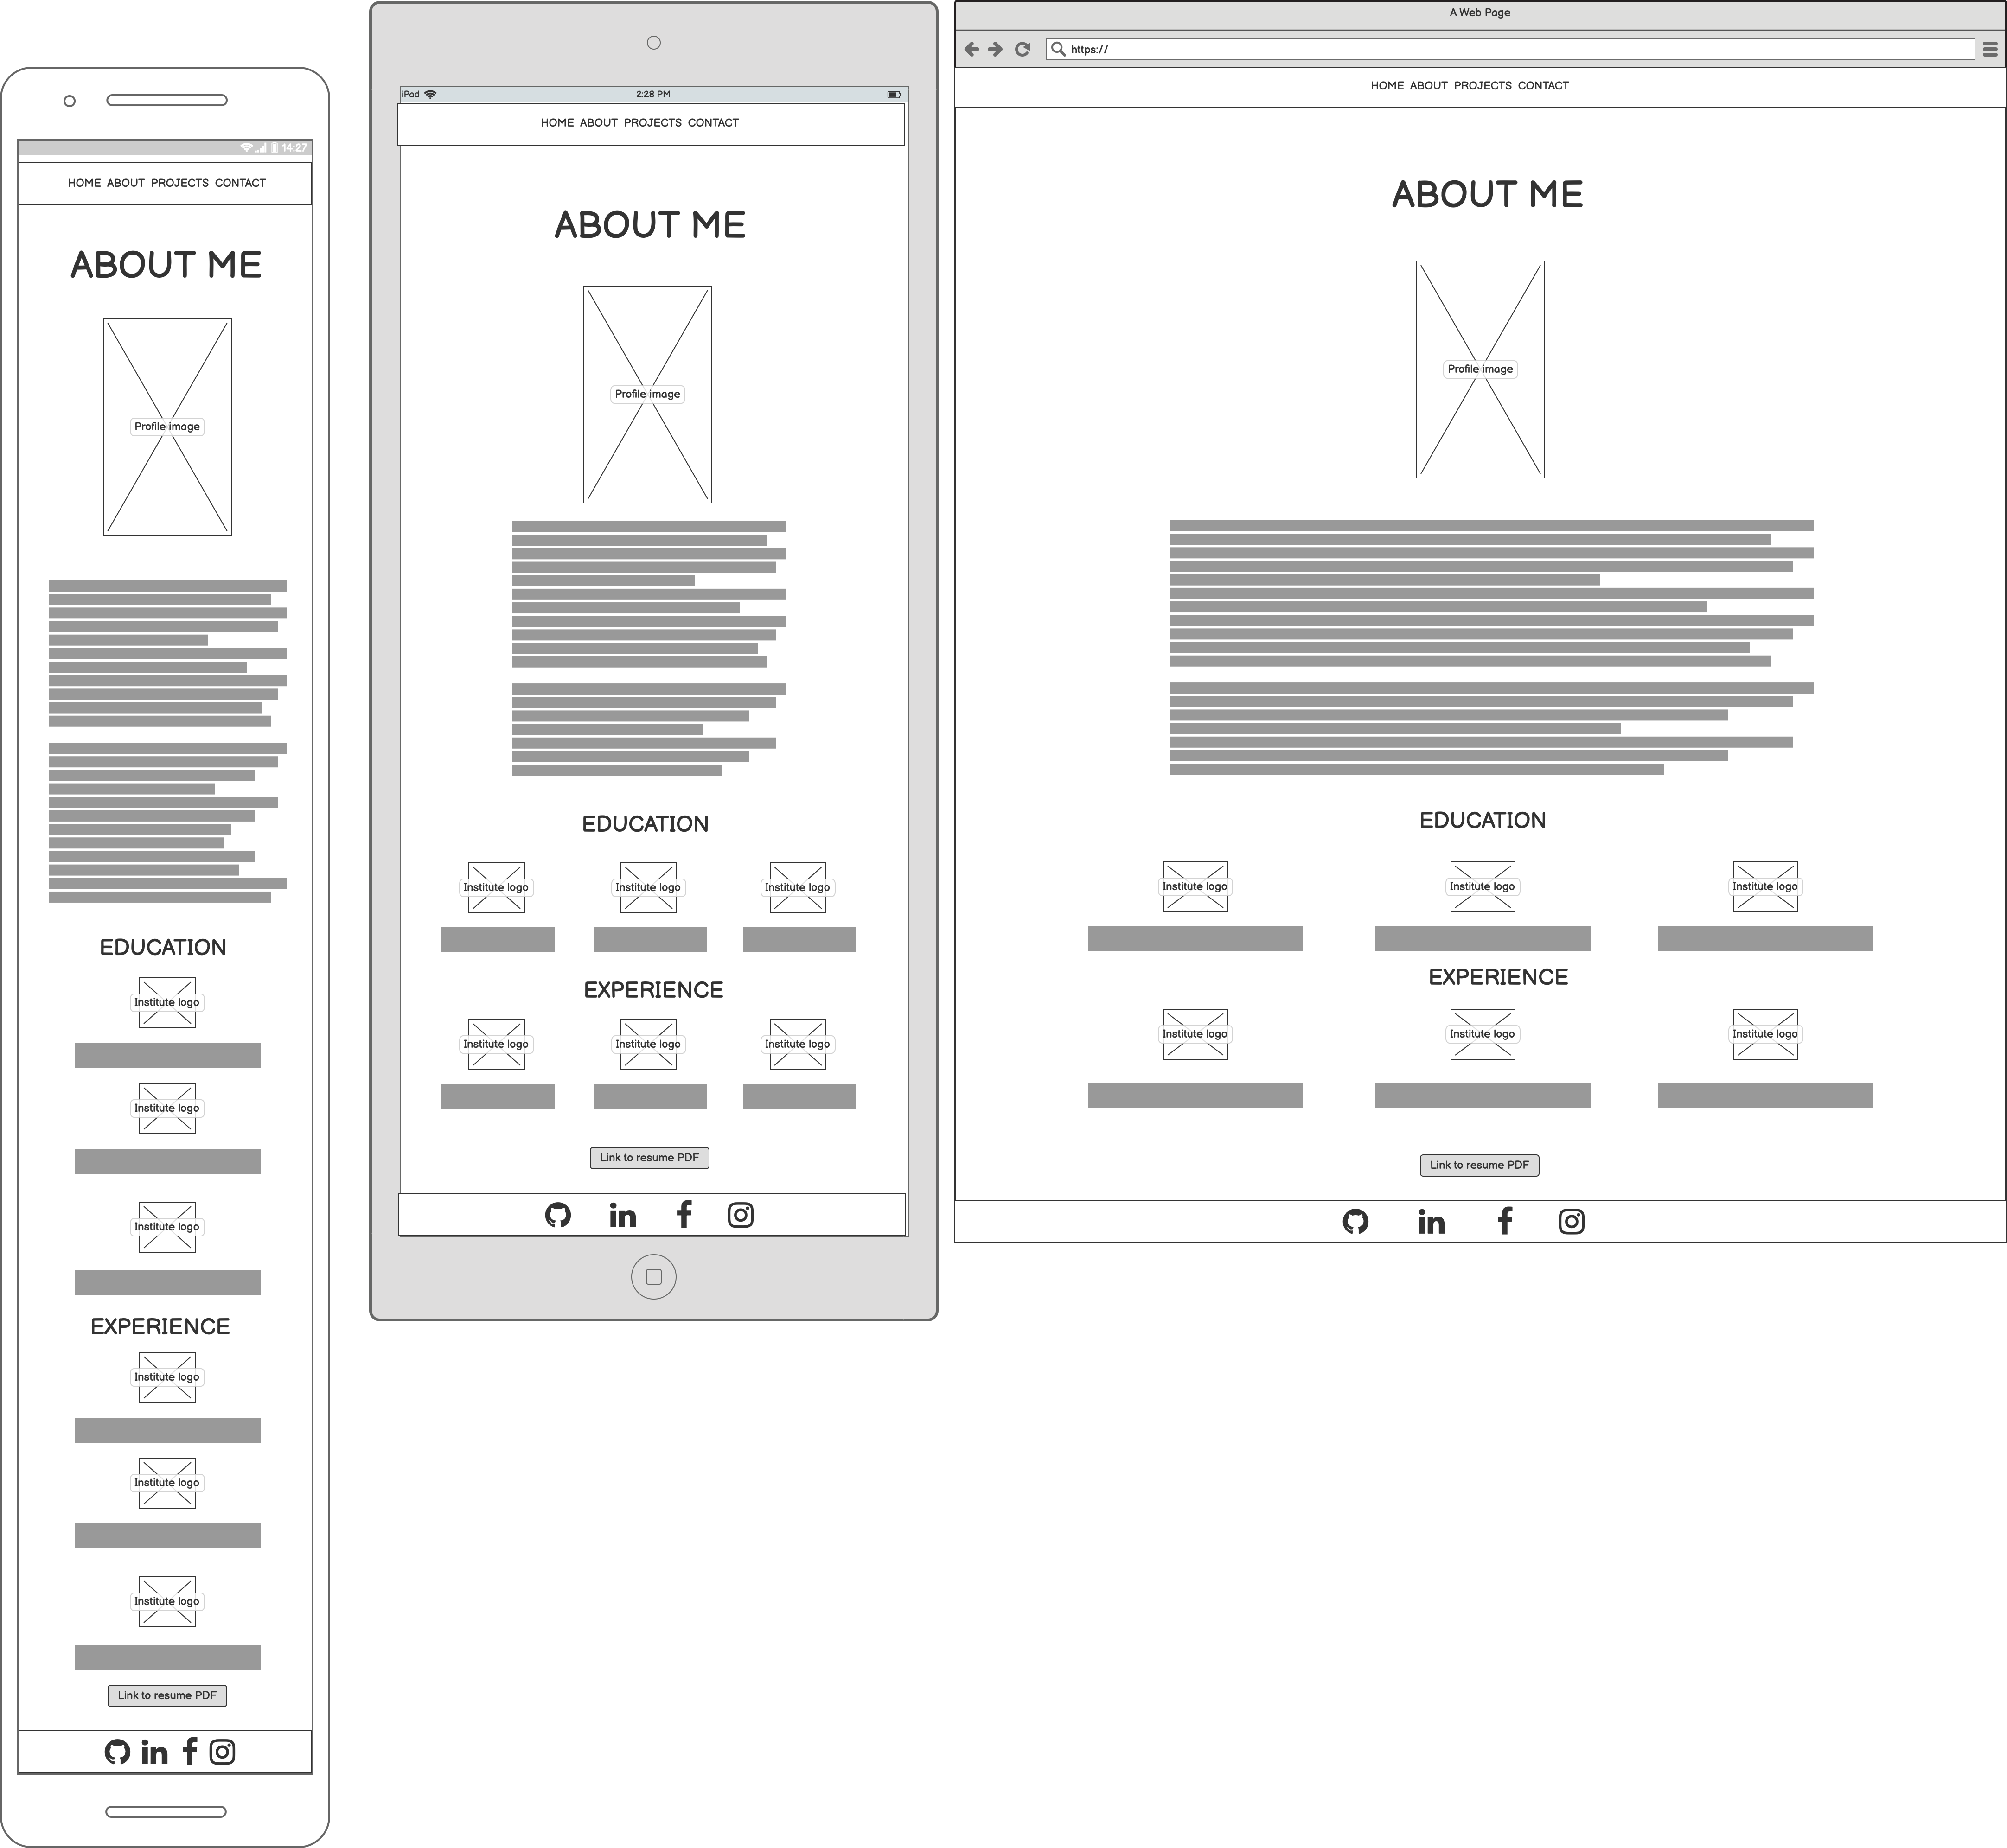 14:27
HOME ABOUT PROJECTS CONTACT
ABOUT ME
Profile image
EDUCATION
Institute logo
Institute logo
Institute logo
EXPERIENCE
Institute logo
Institute logo
Institute logo
Link to resume PDF
iPad 2:28 PM
HOME ABOUT PROJECTS CONTACT
ABOUT ME
Profile image
EDUCATION
Institute logo Institute logo Institute logo
EXPERIENCE
Institute logo Institute logo Institute logo
Link to resume PDF
A Web Page
https://
HOME ABOUT PROJECTS CONTACT
ABOUT ME
Profile image
EDUCATION
Institute logo Institute logo Institute logo
EXPERIENCE
Institute logo Institute logo Institute logo
Link to resume PDF